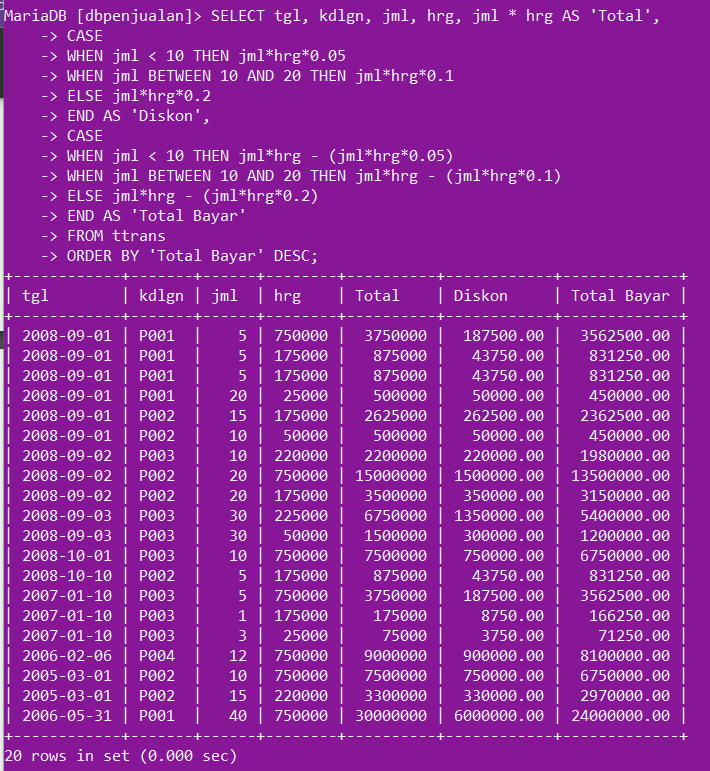 MariaDB [dbpenjualan]> SELECT tgl, kdlgn, jml, hrg, jml * hrg AS 'Total',
    -> CASE
    -> WHEN jml < 10 THEN jml*hrg*0.05
    -> WHEN jml BETWEEN 10 AND 20 THEN jml*hrg*0.1
    -> ELSE jml*hrg*0.2
    -> END AS 'Diskon',
    -> CASE
    -> WHEN jml < 10 THEN jml*hrg - (jml*hrg*0.05)
    -> WHEN jml BETWEEN 10 AND 20 THEN jml*hrg - (jml*hrg*0.1)
    -> ELSE jml*hrg - (jml*hrg*0.2)
    -> END AS 'Total Bayar'
    -> FROM ttrans
    -> ORDER BY 'Total Bayar' DESC;
+------------+-------+------+--------+----------+------------+-------------+
| tgl        | kdlgn | jml  | hrg    | Total    | Diskon     | Total Bayar |
+------------+-------+------+--------+----------+------------+-------------+
| 2008-09-01 | P001  |    5 | 750000 |  3750000 |  187500.00 |  3562500.00 |
| 2008-09-01 | P001  |    5 | 175000 |   875000 |   43750.00 |   831250.00 |
| 2008-09-01 | P001  |    5 | 175000 |   875000 |   43750.00 |   831250.00 |
| 2008-09-01 | P001  |   20 |  25000 |   500000 |   50000.00 |   450000.00 |
| 2008-09-01 | P002  |   15 | 175000 |  2625000 |  262500.00 |  2362500.00 |
| 2008-09-01 | P002  |   10 |  50000 |   500000 |   50000.00 |   450000.00 |
| 2008-09-02 | P003  |   10 | 220000 |  2200000 |  220000.00 |  1980000.00 |
| 2008-09-02 | P002  |   20 | 750000 | 15000000 | 1500000.00 | 13500000.00 |
| 2008-09-02 | P002  |   20 | 175000 |  3500000 |  350000.00 |  3150000.00 |
| 2008-09-03 | P003  |   30 | 225000 |  6750000 | 1350000.00 |  5400000.00 |
| 2008-09-03 | P003  |   30 |  50000 |  1500000 |  300000.00 |  1200000.00 |
| 2008-10-01 | P003  |   10 | 750000 |  7500000 |  750000.00 |  6750000.00 |
| 2008-10-10 | P002  |    5 | 175000 |   875000 |   43750.00 |   831250.00 |
| 2007-01-10 | P003  |    5 | 750000 |  3750000 |  187500.00 |  3562500.00 |
| 2007-01-10 | P003  |    1 | 175000 |   175000 |    8750.00 |   166250.00 |
| 2007-01-10 | P003  |    3 |  25000 |    75000 |    3750.00 |    71250.00 |
| 2006-02-06 | P004  |   12 | 750000 |  9000000 |  900000.00 |  8100000.00 |
| 2005-03-01 | P002  |   10 | 750000 |  7500000 |  750000.00 |  6750000.00 |
| 2005-03-01 | P002  |   15 | 220000 |  3300000 |  330000.00 |  2970000.00 |
| 2006-05-31 | P001  |   40 | 750000 | 30000000 | 6000000.00 | 24000000.00 |
+------------+-------+------+--------+----------+------------+-------------+
20 rows in set (0.000 sec)